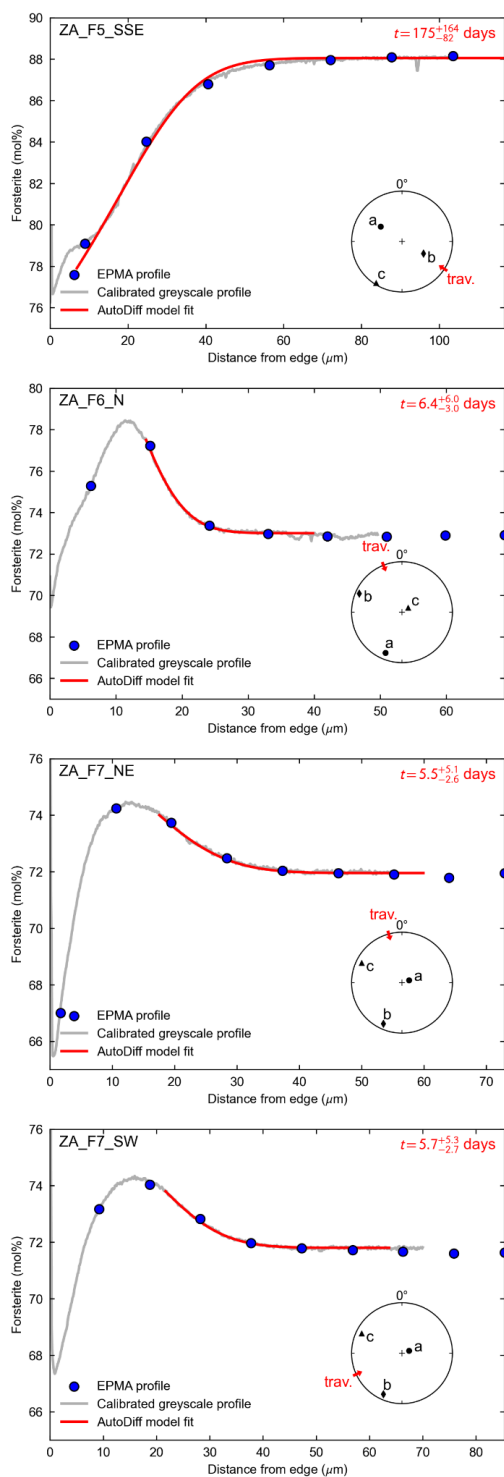 ZA_F5_SSE
t=175+164−82 days
88
86
84
82
80
78
76
Forsterite (mol%)
0°
a
b
c
trav.
EPMA profile
Calibrated greyscale profile
AutoDiff model fit
0 20 40 60 80 100
Distance from edge (μm)
ZA_F6_N
t=6.4+6.0−3.0 days
80
78
76
74
72
70
68
66
Forsterite (mol%)
trav.
0°
b
c
a
EPMA profile
Calibrated greyscale profile
AutoDiff model fit
0 10 20 30 40 50 60
Distance from edge (μm)
ZA_F7_NE
t=5.5+5.1−2.6 days
76
74
72
70
68
66
Forsterite (mol%)
trav.
0°
c
a
b
EPMA profile
Calibrated greyscale profile
AutoDiff model fit
0 10 20 30 40 50 60 70
Distance from edge (μm)
ZA_F7_SW
t=5.7+5.3−2.7 days
76
74
72
70
68
66
65
Forsterite (mol%)
0°
c
a
trav.
b
EPMA profile
Calibrated greyscale profile
AutoDiff model fit
0 10 20 30 40 50 60 70 80
Distance from edge (μm)